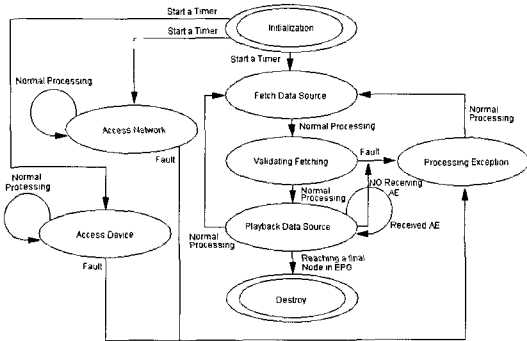 Start a Timer
Start a Timer
Initialization
Start a Timer
Normal Processing
Fetch Data Source
Normal
Processing
Access Network
Normal Processing
Fault
Validating Fetching
Fault
Processing Exception
Normal
Processing
Normal
Processing
NO Receiving
AE
Access Device
Normal
Processing
Playback Data Source
Received AE
Fault
Reaching a final
Node in EPG
Destroy